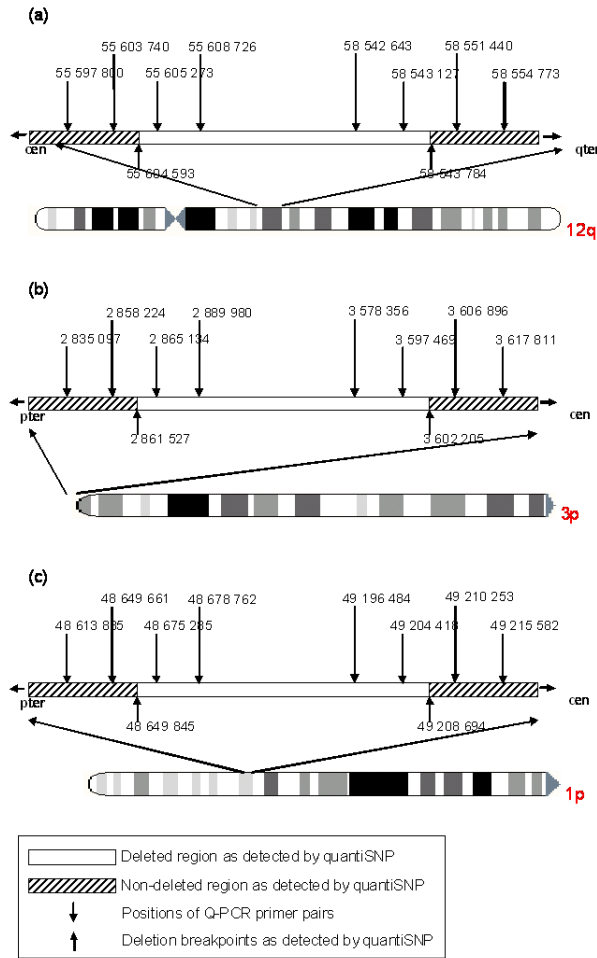 (a)
55 603 740 55 608 726 58 542 643 58 551 440
55 597 800 55 605 273 58 543 127 58 554 773
cen qter
55 604 593 58 543 784
12q
(b)
2 858 224 2 889 980 3 578 356 3 606 896
2 835 097 2 865 134 3 597 469 3 617 811
pter cen
2 861 527 3 602 205
3p
(c)
48 649 661 48 678 762 49 196 484 49 210 253
48 613 885 48 675 285 49 204 418 49 215 582
pter cen
48 649 845 49 208 694
1p
Deleted region as detected by quantiSNP
Non-deleted region as detected by quantiSNP
Positions of Q-PCR primer pairs
Deletion breakpoints as detected by quantiSNP